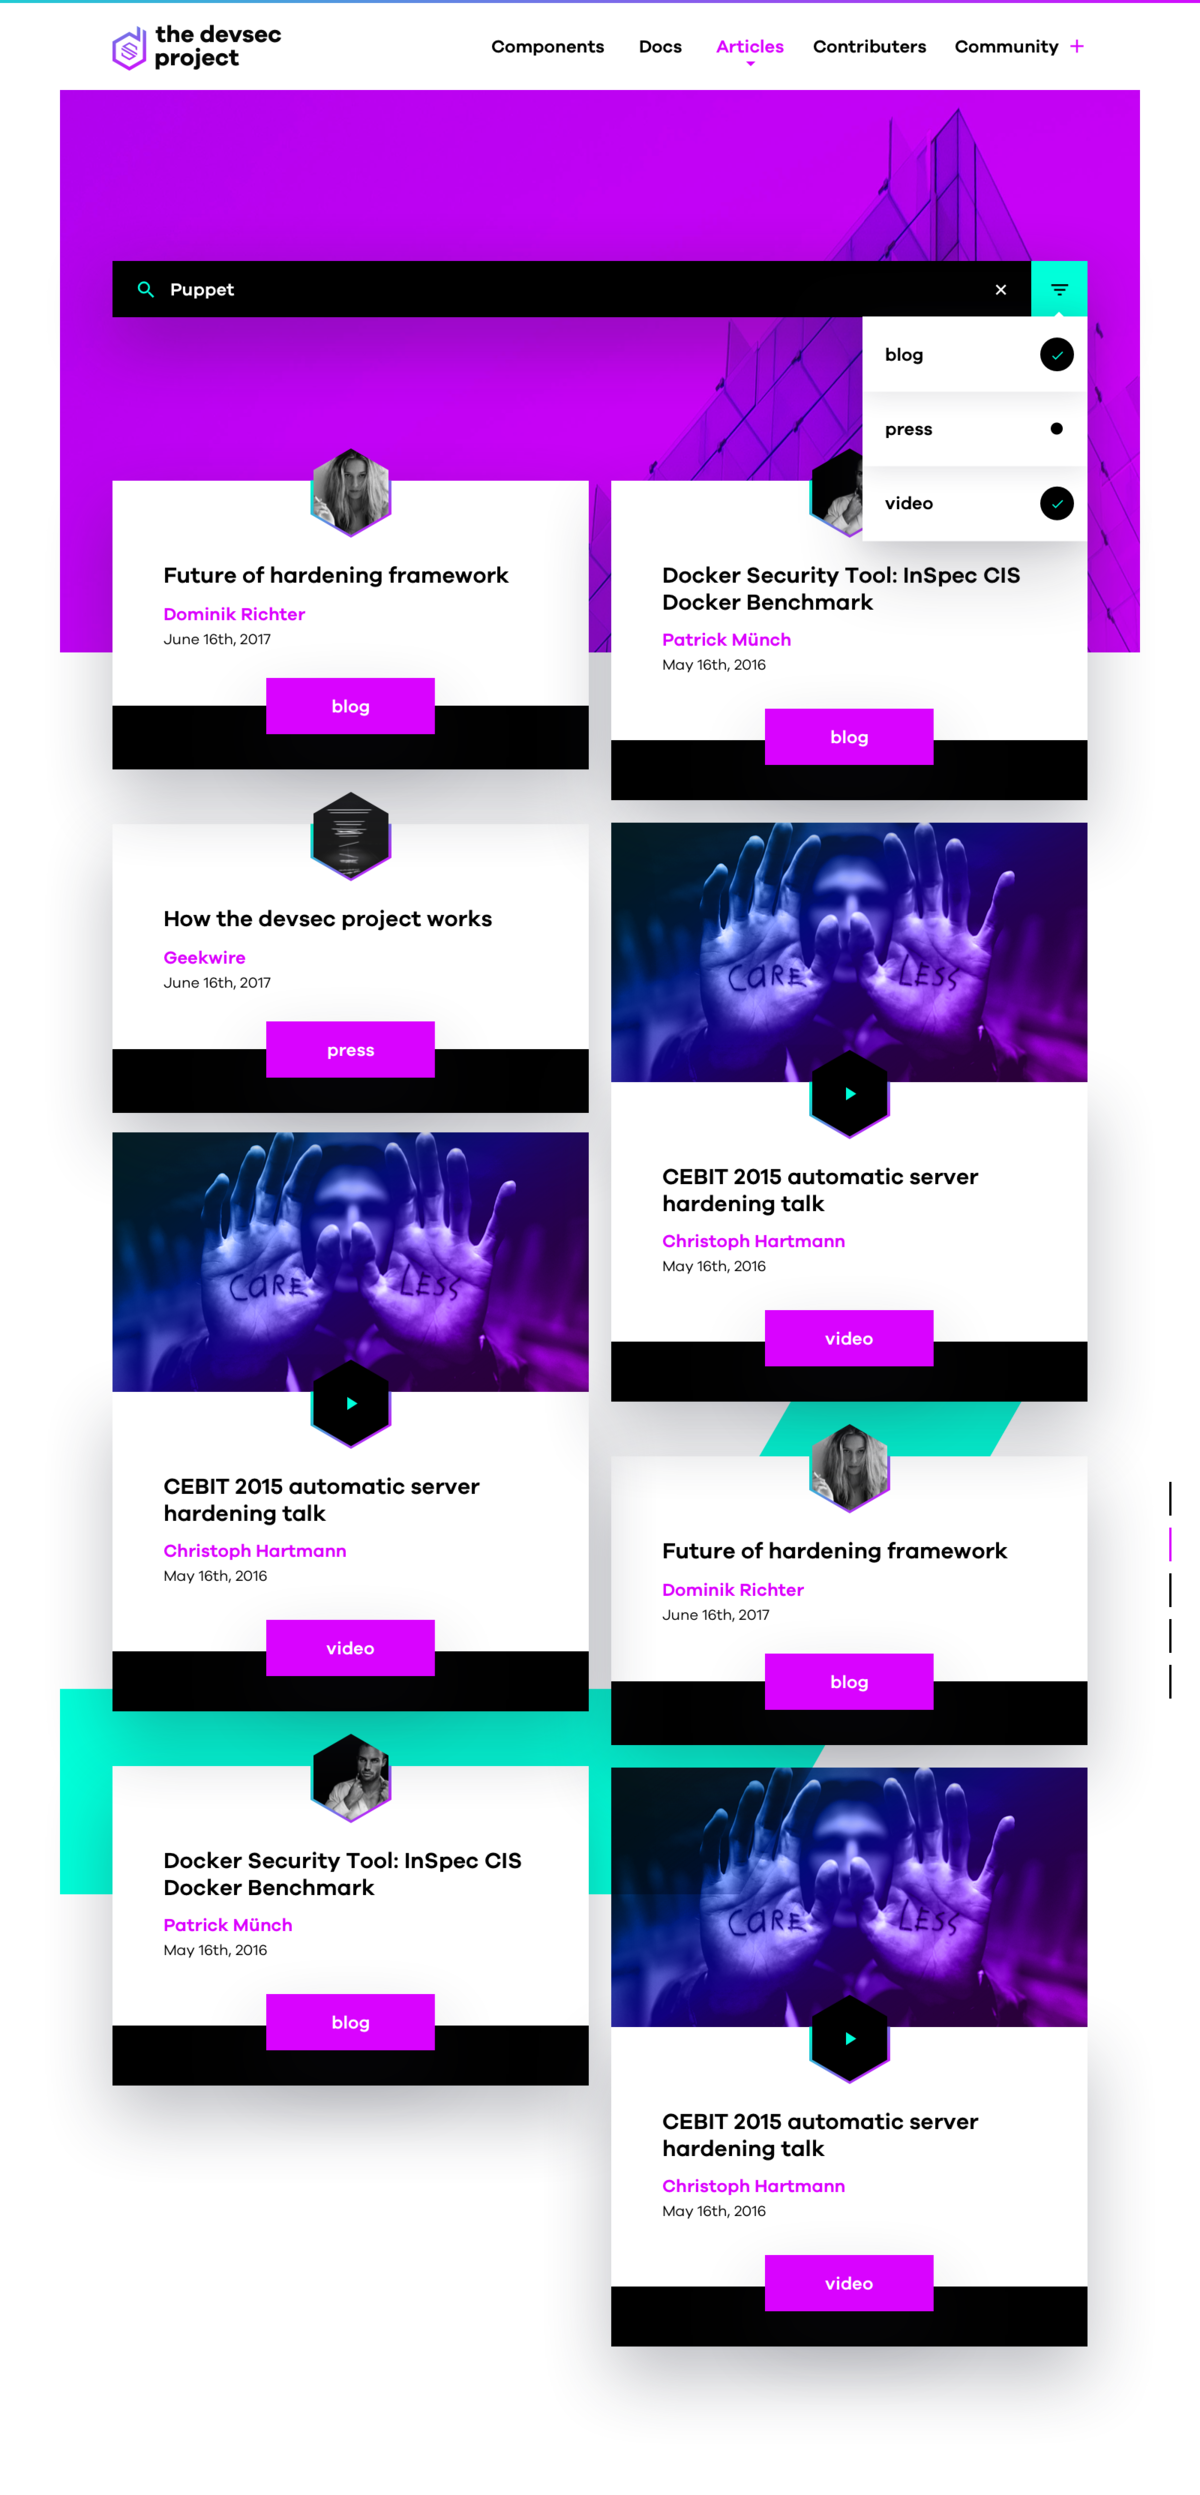 the devsec
project
Components Docs Articles Contributers Community +
Puppet
blog
press
video
Future of hardening framework
Dominik Richter
June 16th, 2017
blog
Docker Security Tool: InSpec CIS
Docker Benchmark
Patrick Münch
May 16th, 2016
blog
How the devsec project works
Geekwire
June 16th, 2017
press
CARE LESS
CEBIT 2015 automatic server
hardening talk
Christoph Hartmann
May 16th, 2016
video
CARE LESS
CEBIT 2015 automatic server
hardening talk
Christoph Hartmann
May 16th, 2016
video
Future of hardening framework
Dominik Richter
June 16th, 2017
blog
Docker Security Tool: InSpec CIS
Docker Benchmark
Patrick Münch
May 16th, 2016
blog
CARE LESS
CEBIT 2015 automatic server
hardening talk
Christoph Hartmann
May 16th, 2016
video